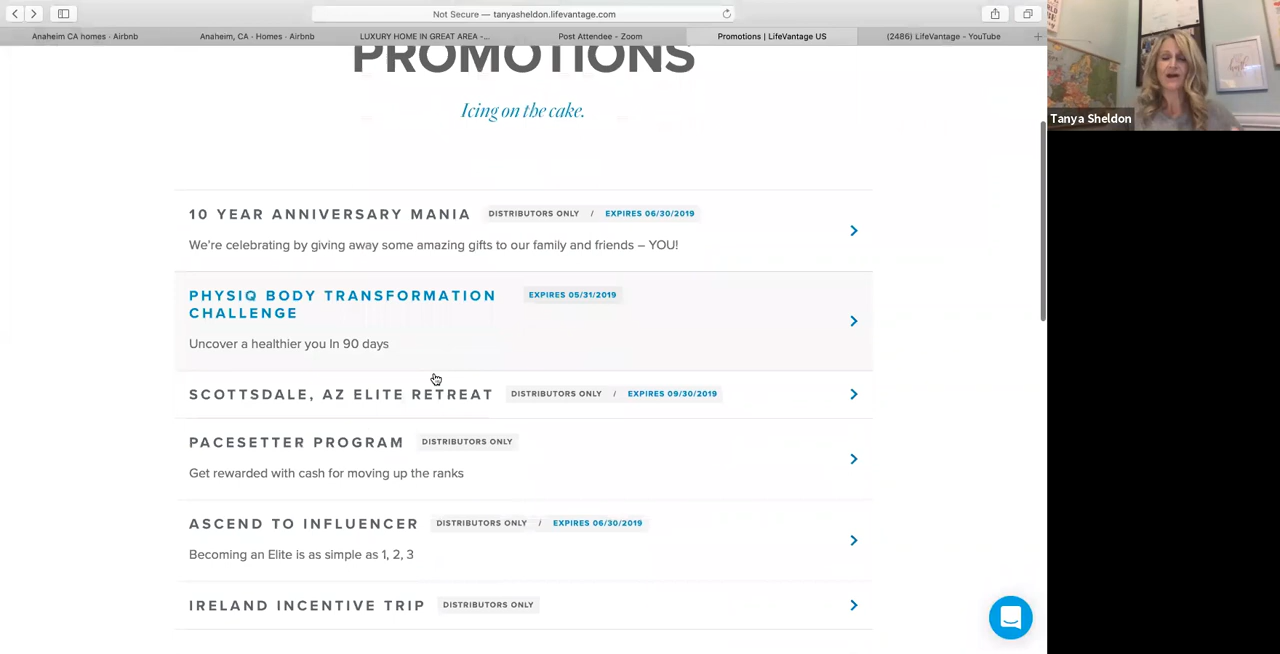 Not Secure — tanyasheldon.lifevantage.com
Anaheim CA homes · Airbnb
Anaheim, CA · Homes · Airbnb
LUXURY HOME IN GREAT AREA -...
Post Attendee - Zoom
Promotions | LifeVantage US
(2486) LifeVantage - YouTube
Tanya Sheldon
PROMOTIONS
Icing on the cake.
10 YEAR ANNIVERSARY MANIA DISTRIBUTORS ONLY / EXPIRES 06/30/2019
We're celebrating by giving away some amazing gifts to our family and friends – YOU!
PHYSIQ BODY TRANSFORMATION EXPIRES 05/31/2019
CHALLENGE
Uncover a healthier you In 90 days
SCOTTSDALE, AZ ELITE RETREAT DISTRIBUTORS ONLY / EXPIRES 09/30/2019
PACESETTER PROGRAM DISTRIBUTORS ONLY
Get rewarded with cash for moving up the ranks
ASCEND TO INFLUENCER DISTRIBUTORS ONLY / EXPIRES 06/30/2019
Becoming an Elite is as simple as 1, 2, 3
IRELAND INCENTIVE TRIP DISTRIBUTORS ONLY